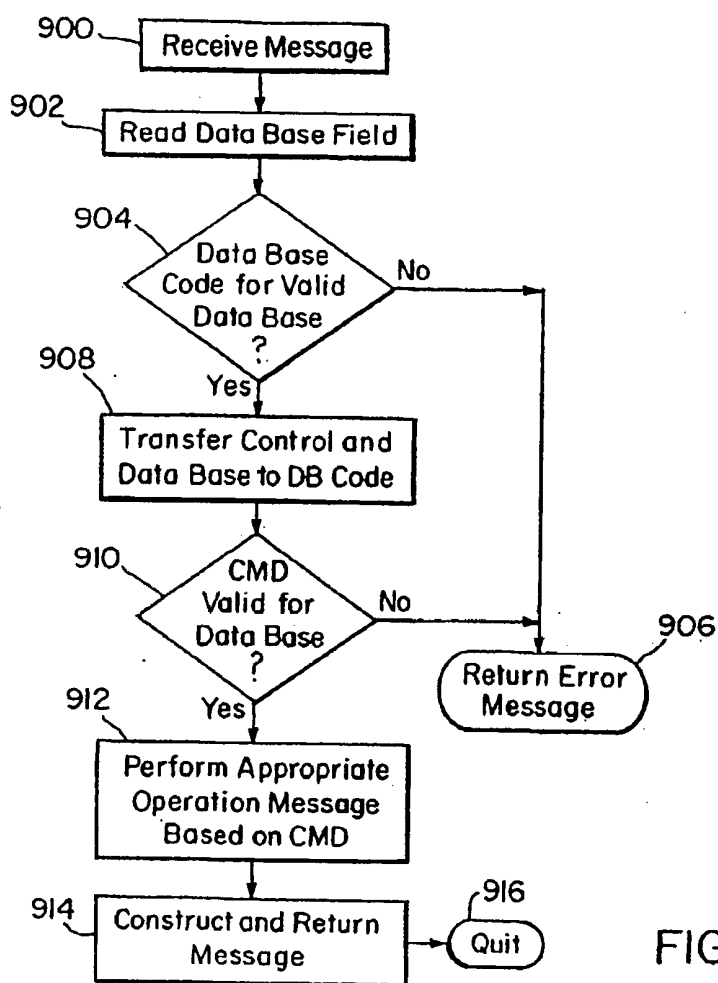 900
Receive Message
902
Read Data Base Field
904
Data Base
Code for Valid
Data Base
?
No
Yes
908
Transfer Control and
Data Base to DB Code
910
CMD
Valid for
Data Base
?
No
Yes
906
Return Error
Message
912
Perform Appropriate
Operation Message
Based on CMD
914
Construct and Return
Message
916
Quit
FIG